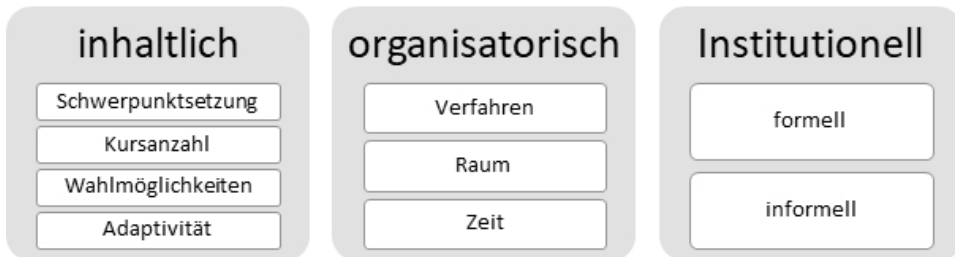 inhaltlich
Schwerpunktsetzung
Kursanzahl
Wahlmöglichkeiten
Adaptivität
organisatorisch
Verfahren
Raum
Zeit
Institutionell
formell
informell